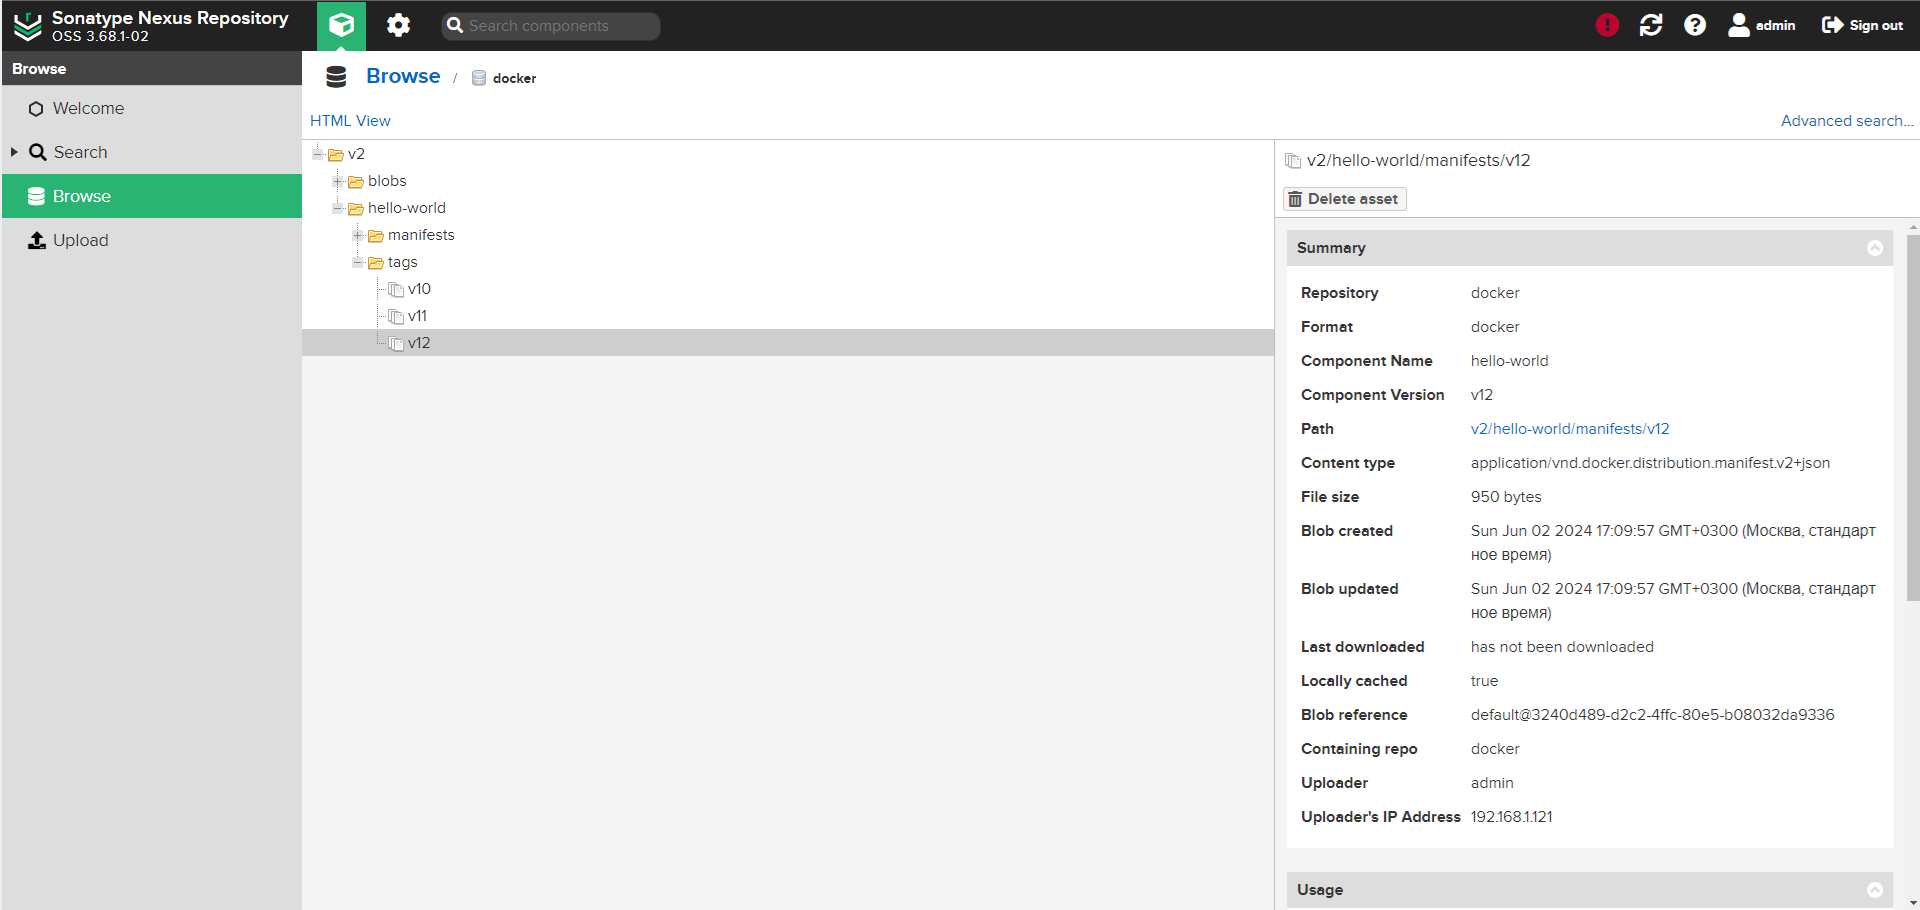 Sonatype Nexus Repository
OSS 3.68.1-02
Search components
admin
Sign out
Browse
Welcome
Search
Browse
Upload
Browse / docker
HTML View
Advanced search...
v2
blobs
hello-world
manifests
tags
v10
v11
v12
v2/hello-world/manifests/v12
Delete asset
Summary
Repository docker
Format docker
Component Name hello-world
Component Version v12
Path v2/hello-world/manifests/v12
Content type application/vnd.docker.distribution.manifest.v2+json
File size 950 bytes
Blob created Sun Jun 02 2024 17:09:57 GMT+0300 (Москва, стандарт
ное время)
Blob updated Sun Jun 02 2024 17:09:57 GMT+0300 (Москва, стандарт
ное время)
Last downloaded has not been downloaded
Locally cached true
Blob reference default@3240d489-d2c2-4ffc-80e5-b08032da9336
Containing repo docker
Uploader admin
Uploader's IP Address 192.168.1.121
Usage